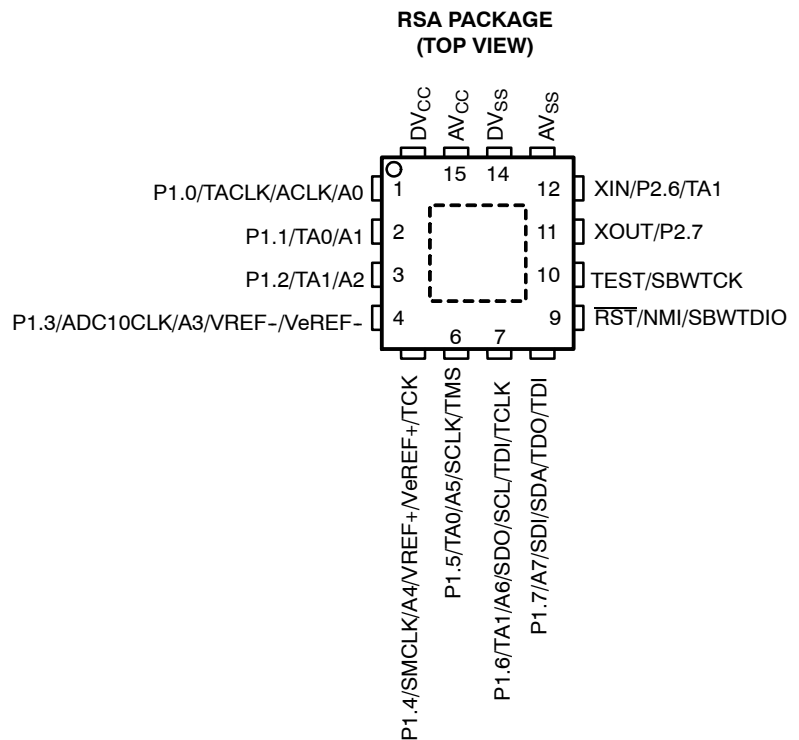 RSA PACKAGE
(TOP VIEW)
DVCC
AVCC
DVSS
AVSS
15
14
P1.0/TACLK/ACLK/A0
1
12
XIN/P2.6/TA1
P1.1/TA0/A1
2
11
XOUT/P2.7
P1.2/TA1/A2
3
10
TEST/SBWTCK
P1.3/ADC10CLK/A3/VREF-/VeREF-
4
9
RST/NMI/SBWTDIO
6
7
P1.4/SMCLK/A4/VREF+/VeREF+/TCK
P1.5/TA0/A5/SCLK/TMS
P1.6/TA1/A6/SDO/SCL/TDI/TCLK
P1.7/A7/SDI/SDA/TDO/TDI